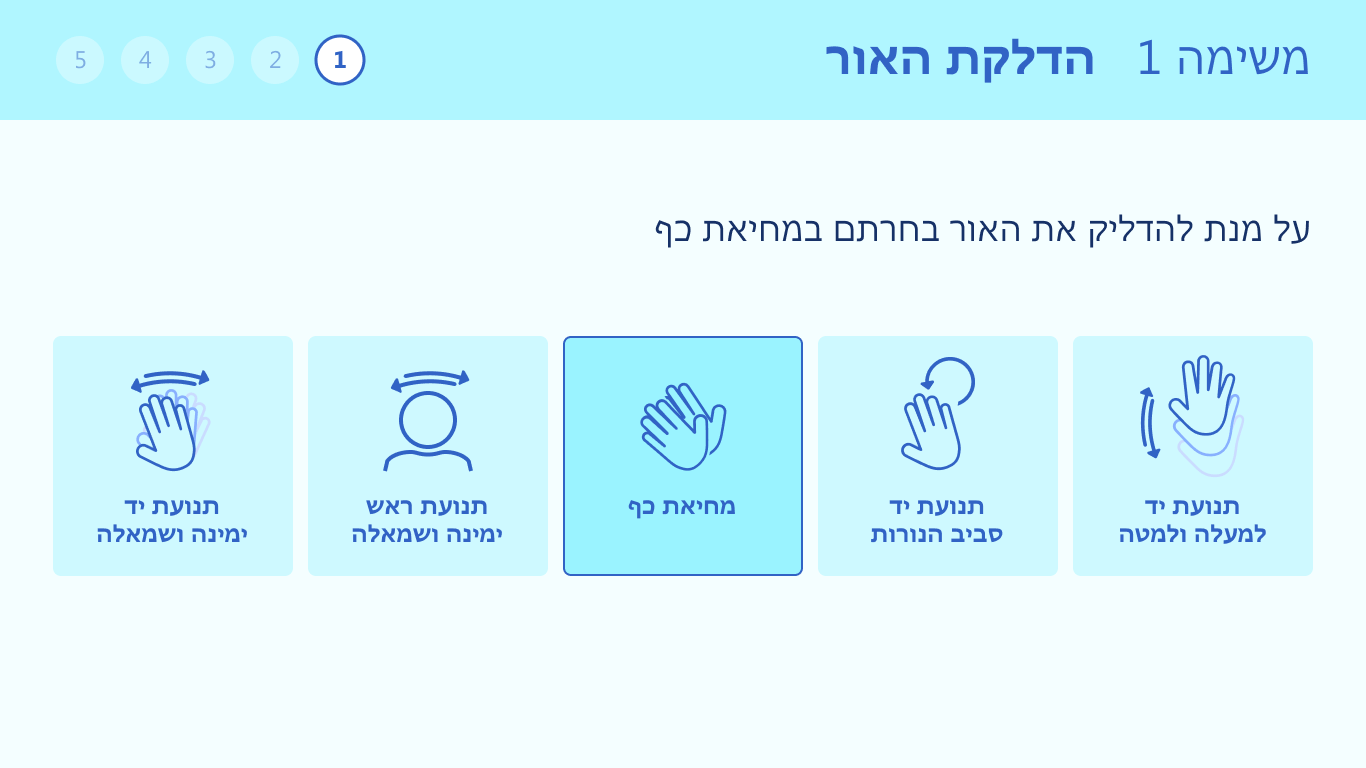 משימה 1 הדלקת האור
1 2 3 4 5
על מנת להדליק את האור בחרתם במחיאת כף
תנועת יד
למעלה ולמטה
תנועת יד
סביב הנורות
מחיאת כף
תנועת ראש
ימינה ושמאלה
תנועת יד
ימינה ושמאלה